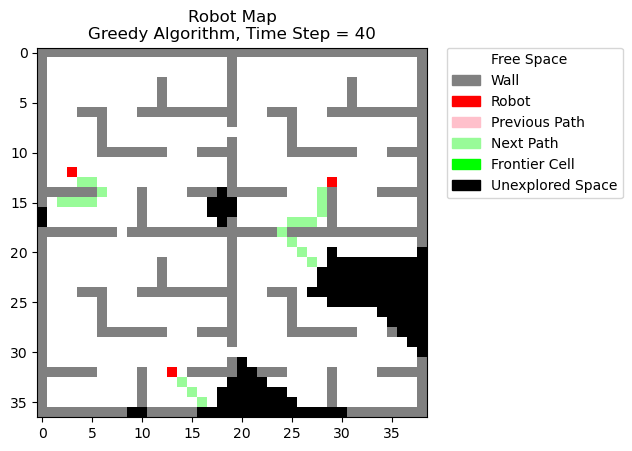 Robot Map
Greedy Algorithm, Time Step = 40
0
5
10
15
20
25
30
35
0
5
10
15
20
25
30
35
Free Space
Wall
Robot
Previous Path
Next Path
Frontier Cell
Unexplored Space